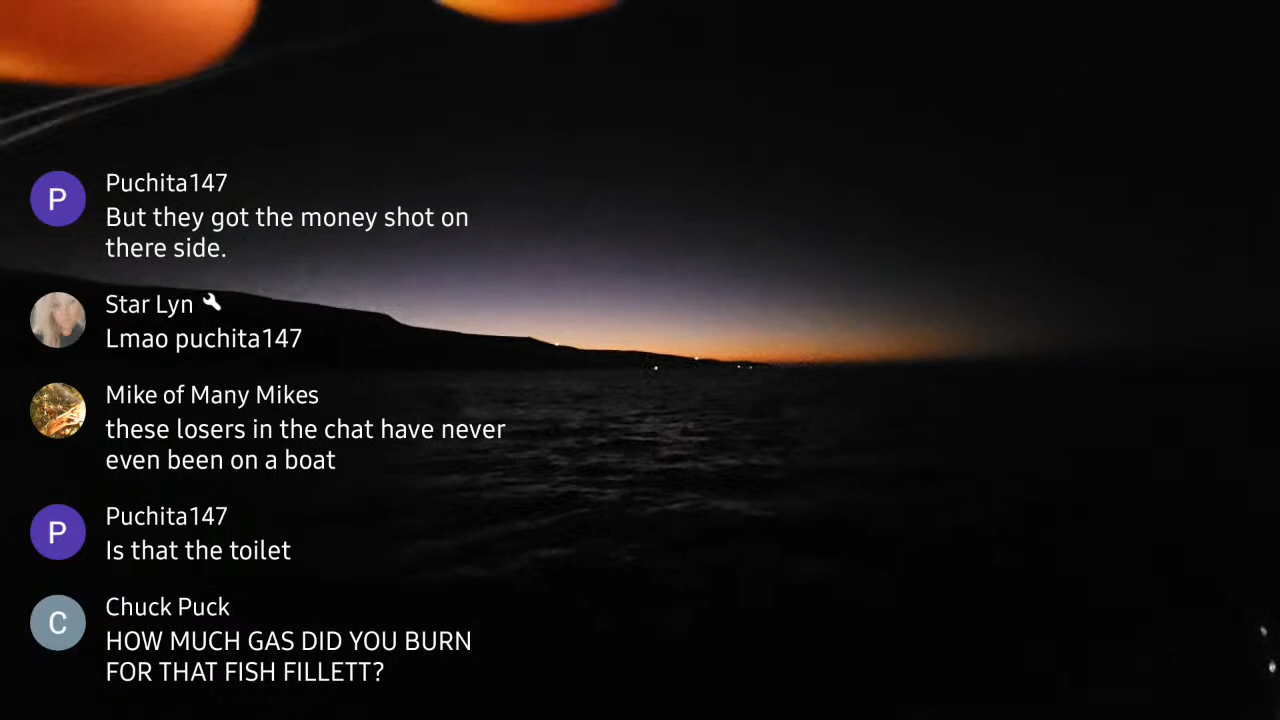 P
Puchita147
But they got the money shot on
there side.
Star Lyn
Lmao puchita147
Mike of Many Mikes
these losers in the chat have never
even been on a boat
P
Puchita147
Is that the toilet
C
Chuck Puck
HOW MUCH GAS DID YOU BURN
FOR THAT FISH FILLETT?